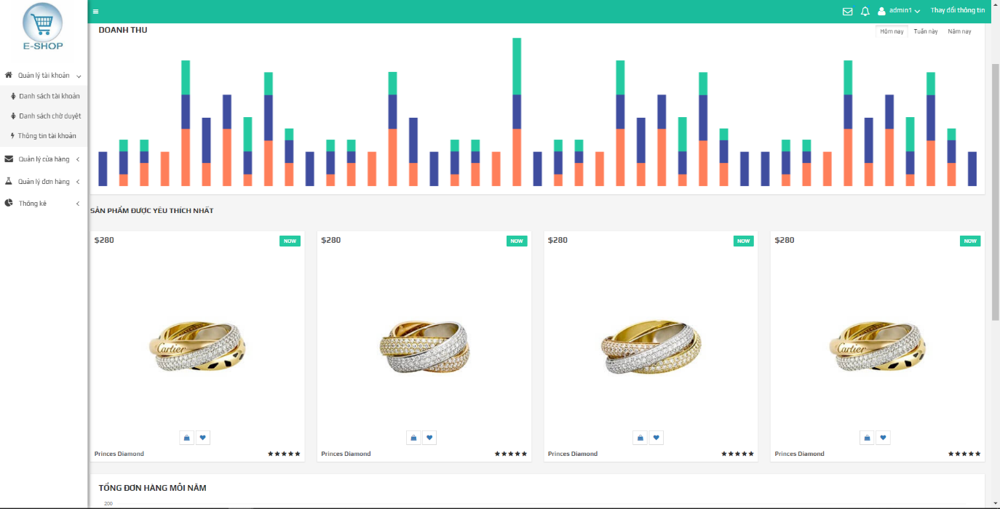 E-SHOP
admin1
Thay đổi thông tin
Quản lý tài khoản
Danh sách tài khoản
Danh sách chờ duyệt
Thông tin tài khoản
Quản lý cửa hàng
Quản lý đơn hàng
Thống kê
DOANH THU
Hôm nay
Tuần này
Năm nay
SẢN PHẨM ĐƯỢC YÊU THÍCH NHẤT
$280
NOW
$280
NOW
$280
NOW
$280
NOW
Cartier
Cartier
Princes Diamond
Princes Diamond
Princes Diamond
Princes Diamond
TỔNG ĐƠN HÀNG MỖI NĂM
200